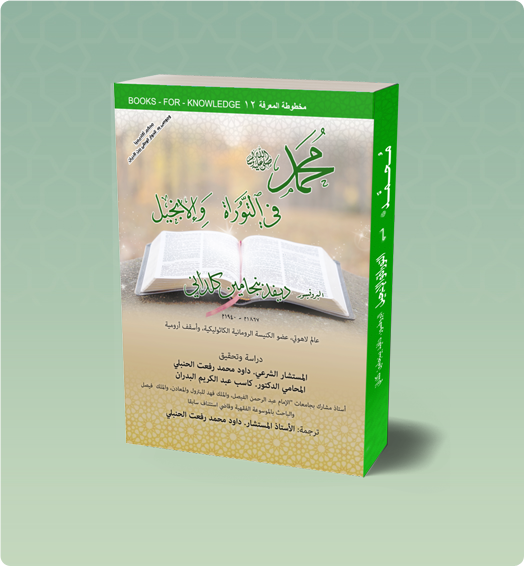 BOOKS - FOR - KNOWLEDGE مخطوطة المعرفة ١٢
محمد ﷺ
في التوراة والإنجيل
البروفيسور ديفد بنجامين كلداني
عالم لاهوتي، عضو الكنيسة الرومانية الكاثوليكية، وأسقف أرومية
دراسة وتحقيق
المستشار الشرعي. داود محمد رفعت الحنبلي
المحامي الدكتور. كاسب عبد الكريم البدران
أستاذ مشارك بجامعات "الإمام عبد الرحمن الفيصل، والملك فهد للبترول والمعادن، والملك فيصل
والباحث بالموسوعة الفقهية وقاضي استئناف سابقا
ترجمة: الأستاذ المستشار. داود محمد رفعت الحنبلي